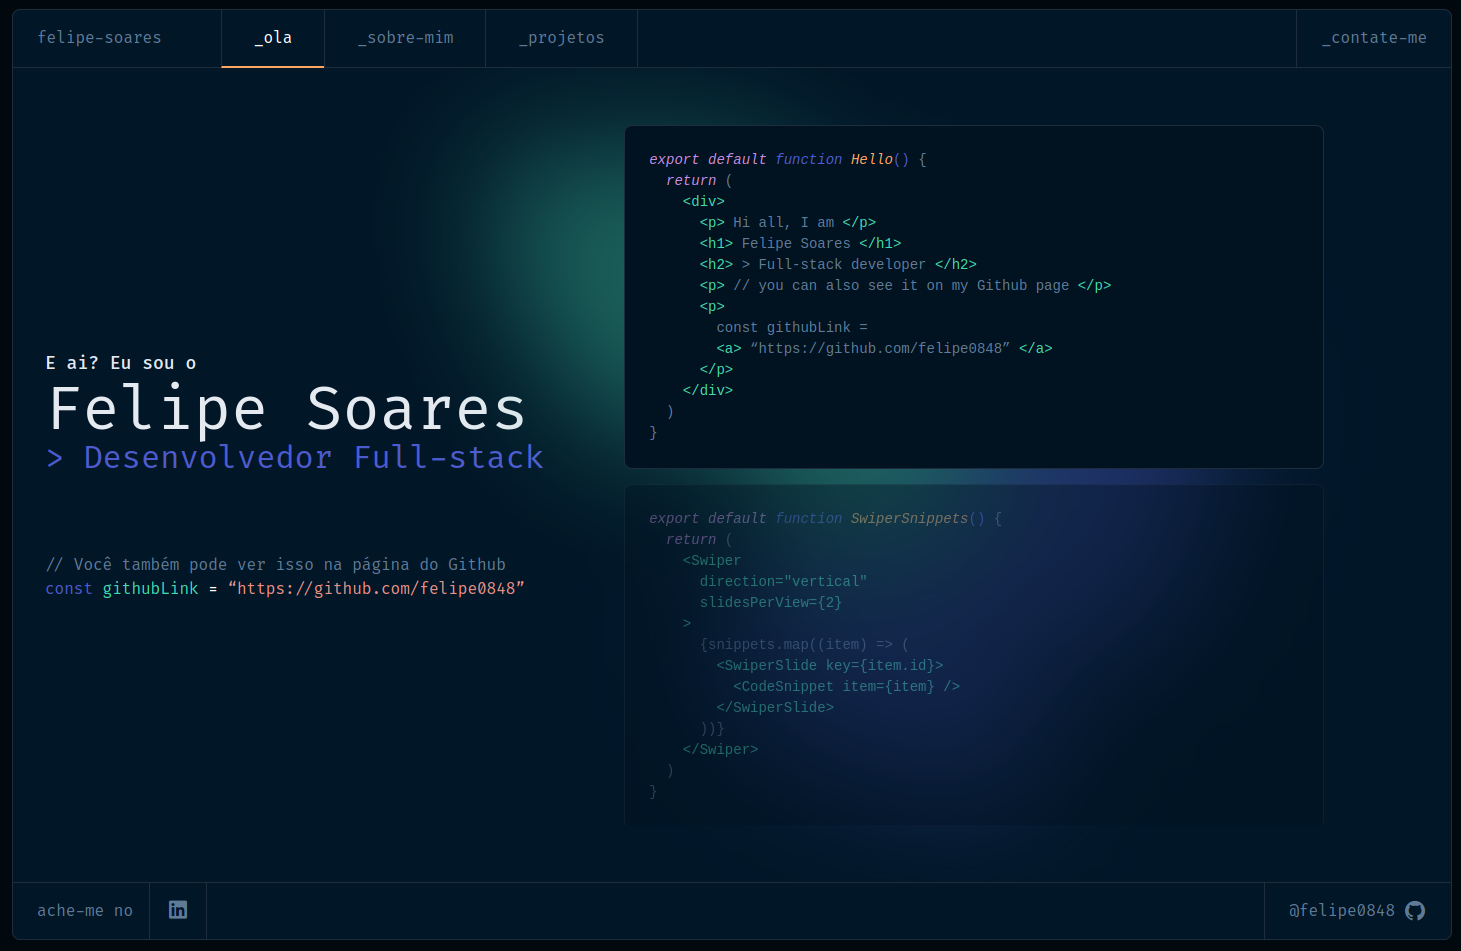 felipe-soares
_ola
_sobre-mim
_projetos
_contate-me
E ai? Eu sou o
Felipe Soares
> Desenvolvedor Full-stack
// Você também pode ver isso na página do Github
const githubLink = “https://github.com/felipe0848”
export default function Hello() {
  return (
    <div>
      <p> Hi all, I am </p>
      <h1> Felipe Soares </h1>
      <h2> > Full-stack developer </h2>
      <p> // you can also see it on my Github page </p>
      <p>
        const githubLink =
        <a> “https://github.com/felipe0848” </a>
      </p>
    </div>
  )
}
export default function SwiperSnippets() {
  return (
    <Swiper
      direction="vertical"
      slidesPerView={2}
    >
      {snippets.map((item) => (
        <SwiperSlide key={item.id}>
          <CodeSnippet item={item} />
        </SwiperSlide>
      ))}
    </Swiper>
  )
}
ache-me no
in
@felipe0848